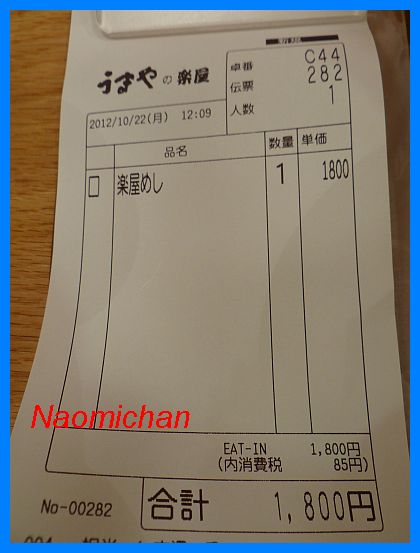 新規
うまやの楽屋
卓番 C44
伝票 282
人数 1
2012/10/22(月) 12:09
品名 数量 単価
楽屋めし 1 1800
Naomichan
EAT-IN 1,800円
(内消費税 85円)
No-00282
合計 1,800円